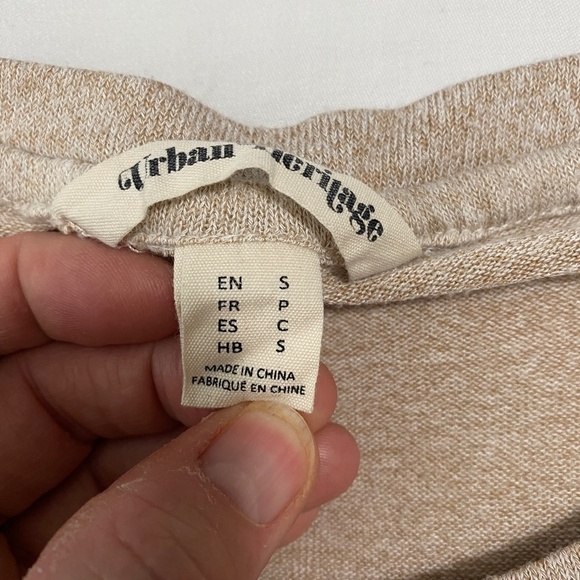 Urban Heritage
EN S
FR P
ES C
HB S
MADE IN CHINA
FABRIQUÉ EN CHINE